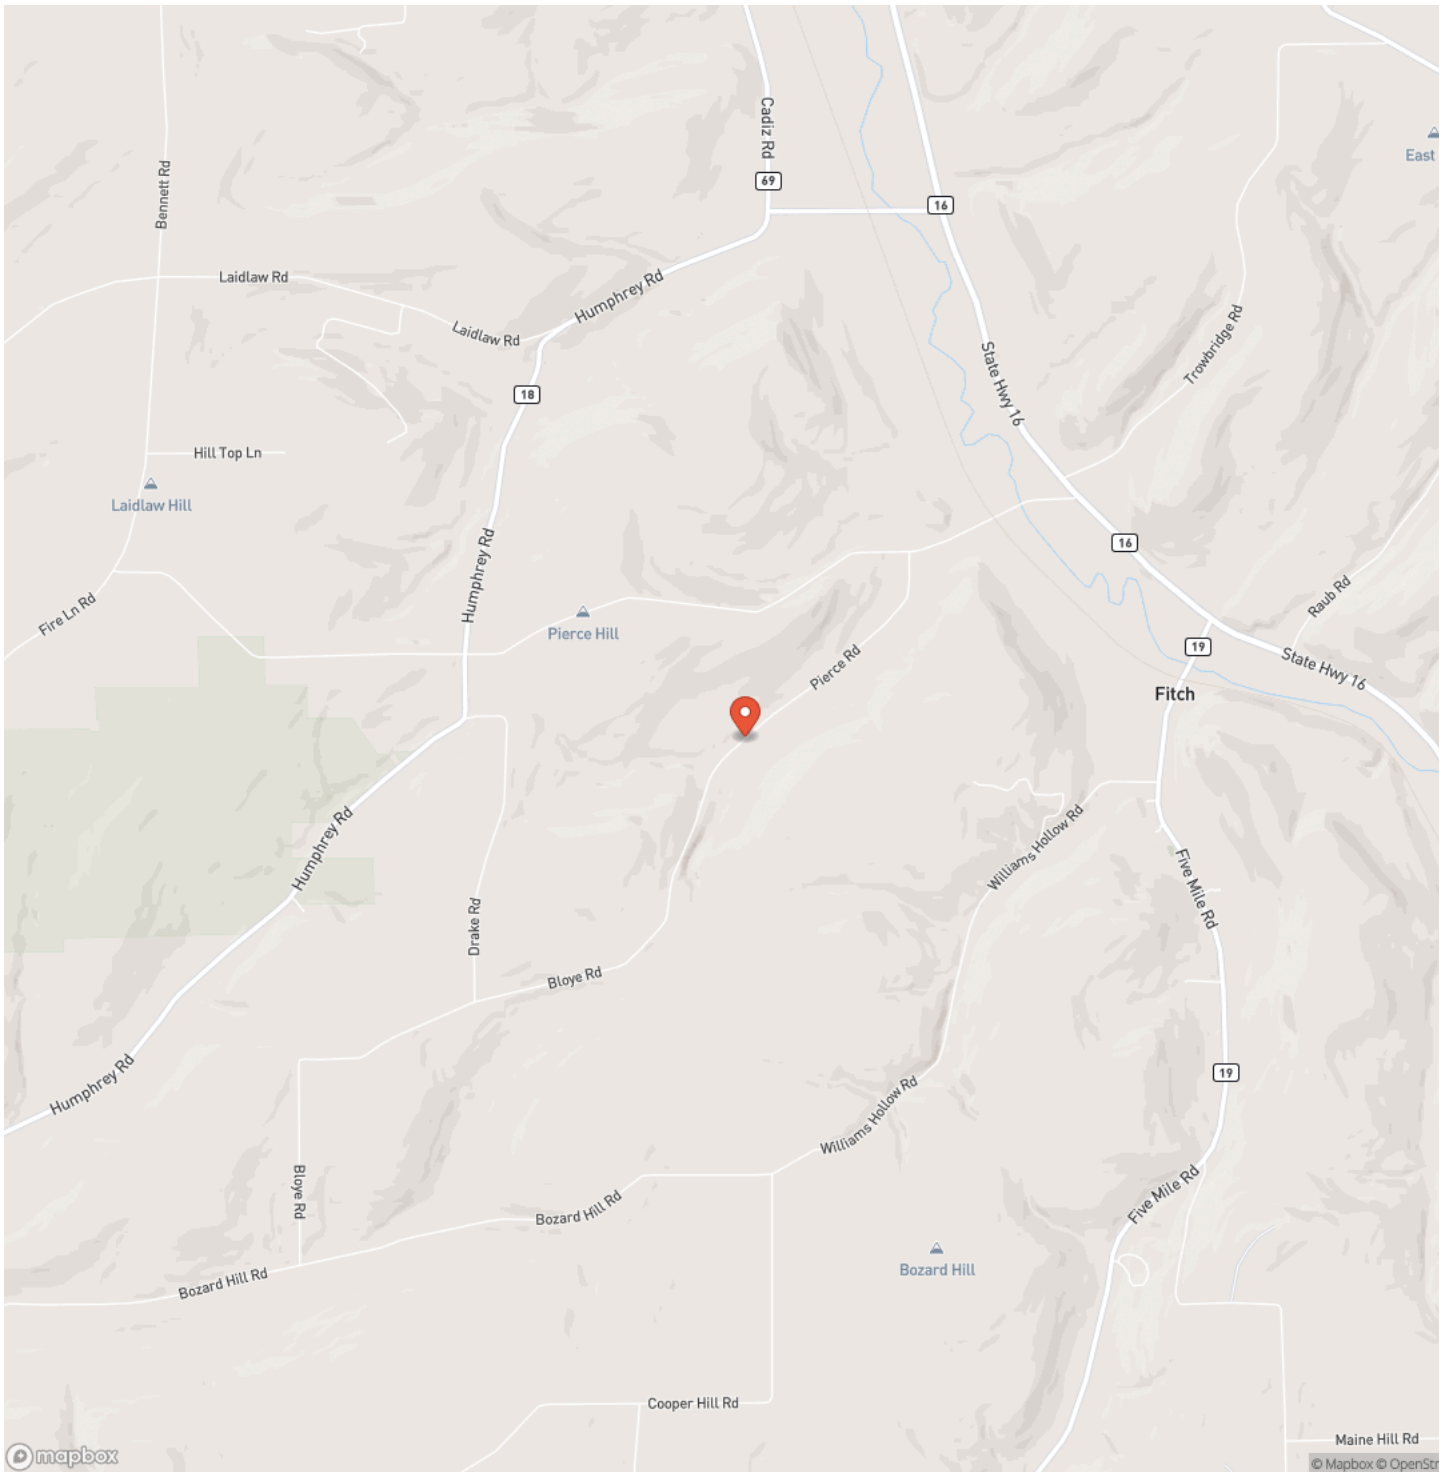 Cadiz Rd
69
16
East
Bennett Rd
Laidlaw Rd
Humphrey Rd
Laidlaw Rd
18
State Hwy 16
Trowbridge Rd
Hill Top Ln
Laidlaw Hill
Humphrey Rd
16
Fire Ln Rd
Pierce Hill
Raub Rd
19
State Hwy 16
Pierce Rd
Fitch
Humphrey Rd
Williams Hollow Rd
Five Mile Rd
Drake Rd
Bloye Rd
Humphrey Rd
19
Williams Hollow Rd
Bloye Rd
Five Mile Rd
Bozard Hill Rd
Bozard Hill
Bozard Hill Rd
Cooper Hill Rd
Maine Hill Rd
mapbox
© Mapbox © OpenStr